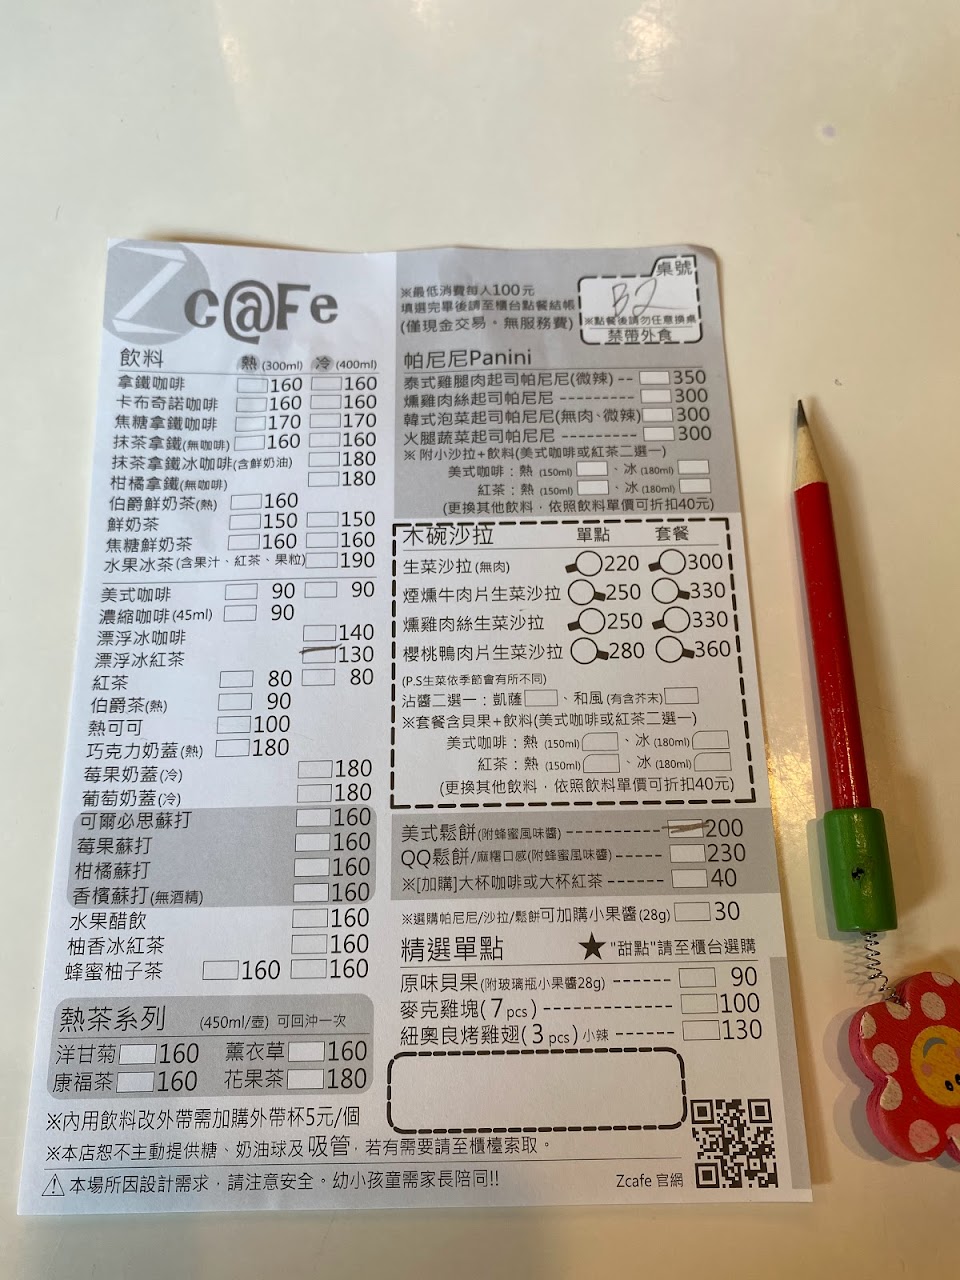 Z c@Fe
飲料 熱(300ml) 冷(400ml)
拿鐵咖啡 160 160
卡布奇諾咖啡 160 160
焦糖拿鐵咖啡 170 170
抹茶拿鐵(無咖啡) 160 160
抹茶拿鐵冰咖啡(含鮮奶油) 180
柑橘拿鐵(無咖啡) 180
伯爵鮮奶茶(熱) 160
鮮奶茶 150 150
焦糖鮮奶茶 160 160
水果冰茶(含果汁、紅茶、果粒) 190
美式咖啡 90 90
濃縮咖啡(45ml) 90
漂浮冰咖啡 140
漂浮冰紅茶 130
紅茶 80 80
伯爵茶(熱) 90
熱可可 100
巧克力奶蓋(熱) 180
莓果奶蓋(冷) 180
葡萄奶蓋(冷) 180
可爾必思蘇打 160
莓果蘇打 160
柑橘蘇打 160
香檳蘇打(無酒精) 160
水果醋飲 160
柚香冰紅茶 160
蜂蜜柚子茶 160 160
熱茶系列 (450ml/壺) 可回沖一次
洋甘菊 160 薰衣草 160
康福茶 160 花果茶 180
※最低消費每人100元
填選完畢後請至櫃台點餐結帳
(僅現金交易。無服務費)
桌號
B2
※點餐後請勿任意換桌
禁帶外食
帕尼尼Panini
泰式雞腿肉起司帕尼尼(微辣) -- 350
燻雞肉絲起司帕尼尼 --------- 300
韓式泡菜起司帕尼尼(無肉、微辣) 300
火腿蔬菜起司帕尼尼 --------- 300
※ 附小沙拉+飲料(美式咖啡或紅茶二選一)
美式咖啡：熱 (150ml) 、冰 (180ml)
紅茶：熱 (150ml) 、冰 (180ml)
(更換其他飲料，依照飲料單價可折扣40元)
木碗沙拉 單點 套餐
生菜沙拉(無肉) 220 300
煙燻牛肉片生菜沙拉 250 330
燻雞肉絲生菜沙拉 250 330
櫻桃鴨肉片生菜沙拉 280 360
(P.S生菜依季節會有所不同)
沾醬二選一：凱薩 、和風(有含芥末)
※套餐含貝果+飲料(美式咖啡或紅茶二選一)
美式咖啡：熱 (150ml) 、冰 (180ml)
紅茶：熱 (150ml) 、冰 (180ml)
(更換其他飲料，依照飲料單價可折扣40元)
美式鬆餅(附蜂蜜風味醬) ------------ 200
QQ鬆餅/麻糬口感(附蜂蜜風味醬) ----- 230
※[加購]大杯咖啡或大杯紅茶 ------ 40
※選購帕尼尼/沙拉/鬆餅可加購小果醬(28g) 30
精選單點 ★ "甜點"請至櫃台選購
原味貝果(附玻璃瓶小果醬28g) ------ 90
麥克雞塊(7pcs) -------------- 100
紐奧良烤雞翅(3pcs)小辣 -------- 130
※內用飲料改外帶需加購外帶杯5元/個
※本店恕不主動提供糖、奶油球及吸管，若有需要請至櫃檯索取。
⚠ 本場所因設計需求，請注意安全。幼小孩童需家長陪同!!
Zcafe 官網